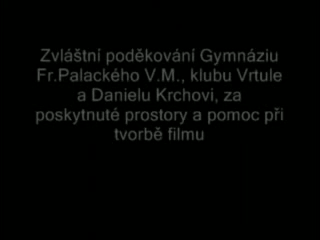 Zvláštní poděkování Gymnáziu
Fr.Palackého V.M., klubu Vrtule
a Danielu Krchovi, za
poskytnuté prostory a pomoc při
tvorbě filmu